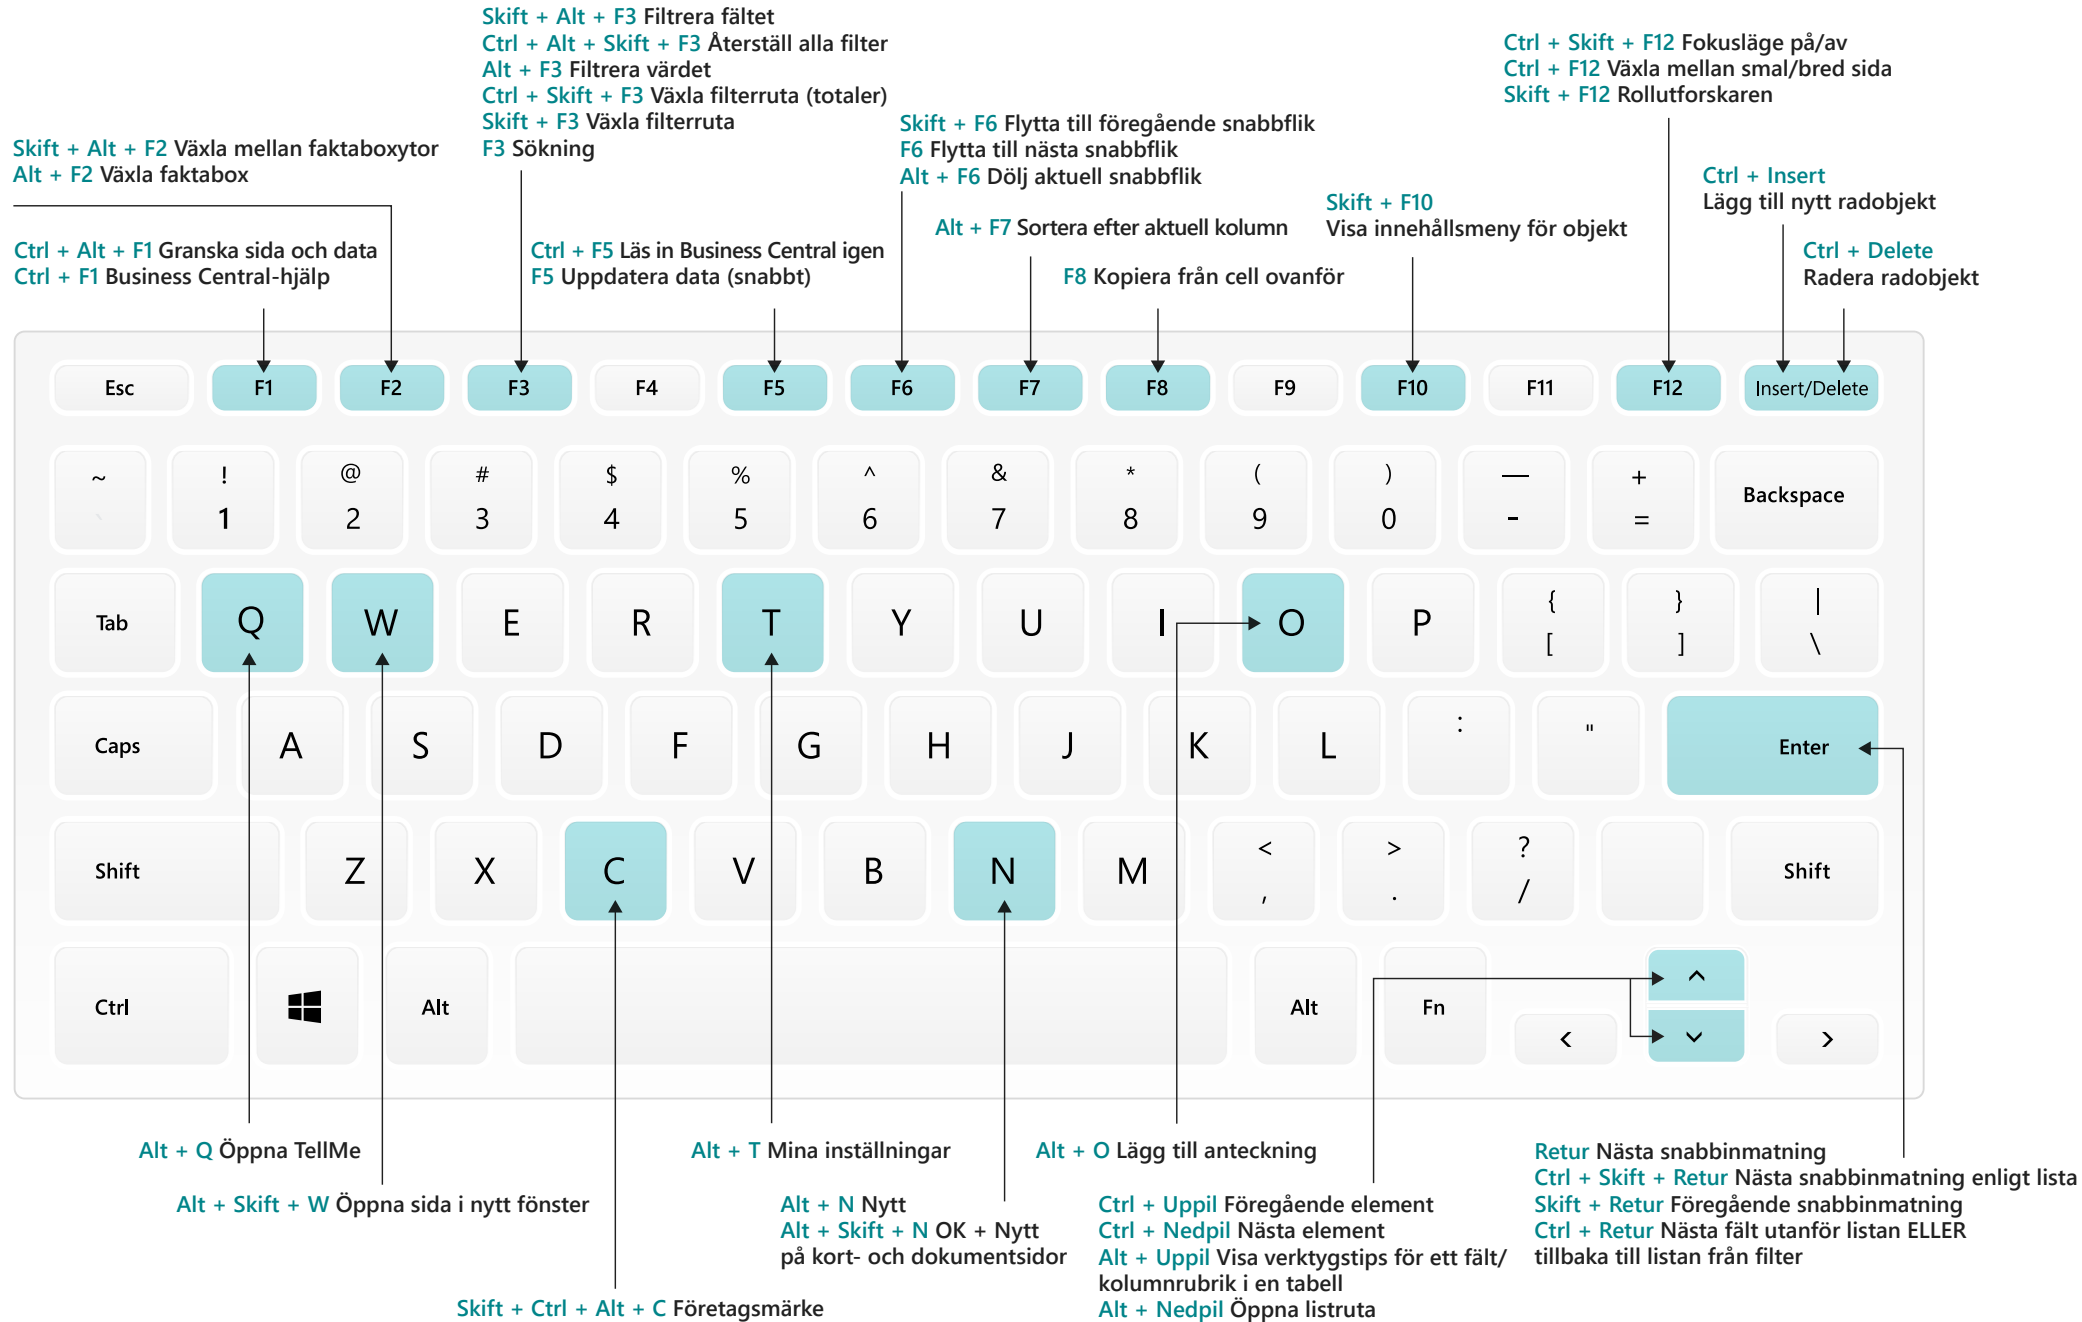 Skift + Alt + F3 Filtrera fältet
Ctrl + Alt + Skift + F3 Återställ alla filter
Alt + F3 Filtrera värdet
Ctrl + Skift + F3 Växla filterruta (totaler)
Skift + F3 Växla filterruta
F3 Sökning
Ctrl + Skift + F12 Fokusläge på/av
Ctrl + F12 Växla mellan smal/bred sida
Skift + F12 Rollutforskaren
Skift + Alt + F2 Växla mellan faktaboxytor
Alt + F2 Växla faktabox
Skift + F6 Flytta till föregående snabbflik
F6 Flytta till nästa snabbflik
Alt + F6 Dölj aktuell snabbflik
Ctrl + Insert
Lägg till nytt radobjekt
Skift + F10
Visa innehållsmeny för objekt
Alt + F7 Sortera efter aktuell kolumn
Ctrl + Alt + F1 Granska sida och data
Ctrl + F1 Business Central-hjälp
Ctrl + F5 Läs in Business Central igen
F5 Uppdatera data (snabbt)
F8 Kopiera från cell ovanför
Ctrl + Delete
Radera radobjekt
Esc F1 F2 F3 F4 F5 F6 F7 F8 F9 F10 F11 F12 Insert/Delete
~ ! @ # $ % ^ & * ( ) — +
` 1 2 3 4 5 6 7 8 9 0 - =
Backspace
Tab Q W E R T Y U I O P { } |
[ ] \
Caps A S D F G H J K L : " Enter
Shift Z X C V B N M < > ? Shift
, . /
Ctrl Alt Alt Fn ^ 
< ⌄ >
Alt + Q Öppna TellMe
Alt + Skift + W Öppna sida i nytt fönster
Skift + Ctrl + Alt + C Företagsmärke
Alt + T Mina inställningar
Alt + N Nytt
Alt + Skift + N OK + Nytt
på kort- och dokumentsidor
Alt + O Lägg till anteckning
Ctrl + Uppil Föregående element
Ctrl + Nedpil Nästa element
Alt + Uppil Visa verktygstips för ett fält/
kolumnrubrik i en tabell
Alt + Nedpil Öppna listruta
Retur Nästa snabbinmatning
Ctrl + Skift + Retur Nästa snabbinmatning enligt lista
Skift + Retur Föregående snabbinmatning
Ctrl + Retur Nästa fält utanför listan ELLER
tillbaka till listan från filter